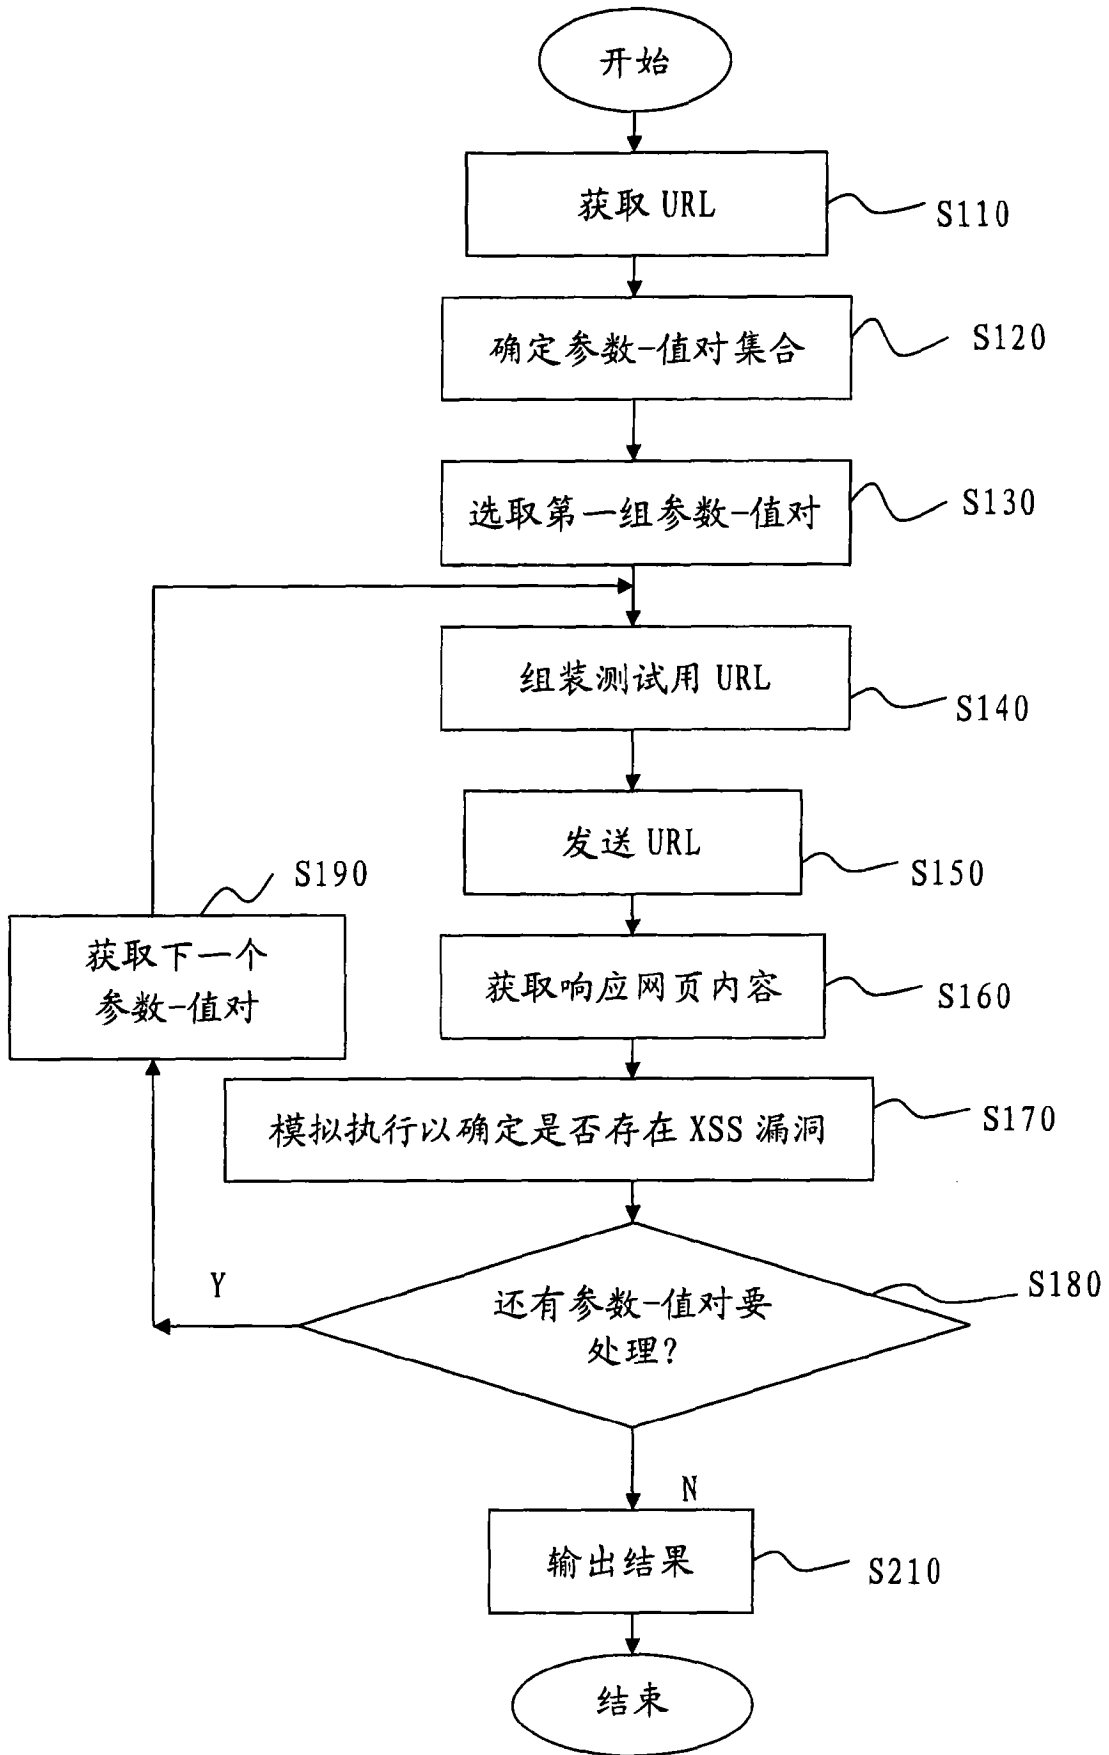 开始
获取 URL
S110
确定参数-值对集合
S120
选取第一组参数-值对
S130
组装测试用 URL
S140
发送 URL
S150
S190
获取下一个
参数-值对
获取响应网页内容
S160
模拟执行以确定是否存在 XSS 漏洞
S170
Y
还有参数-值对要
处理?
S180
N
输出结果
S210
结束